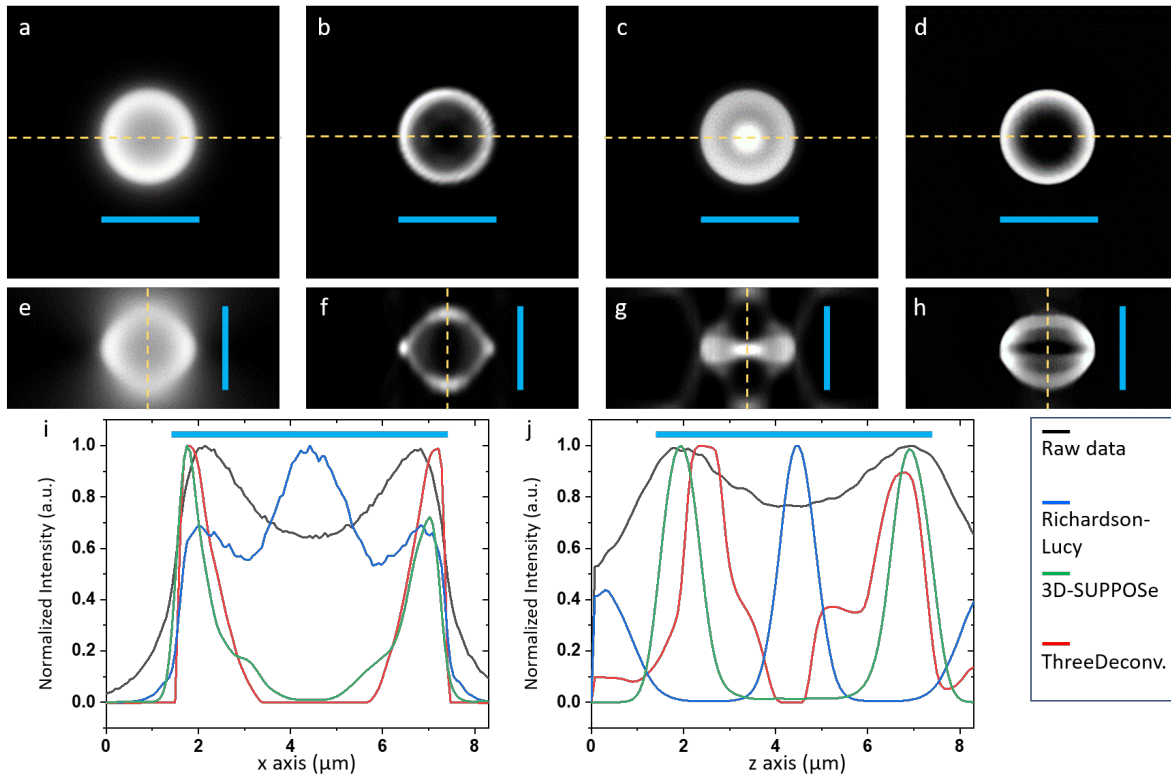 a
b
c
d
e
f
g
h
i
j
Normalized Intensity (a.u.)
1.0
0.8
0.6
0.4
0.2
0.0
0
2
4
6
8
x axis (µm)
Normalized Intensity (a.u.)
1.0
0.8
0.6
0.4
0.2
0.0
0
2
4
6
8
z axis (µm)
Raw data
Richardson-
Lucy
3D-SUPPOSe
ThreeDeconv.